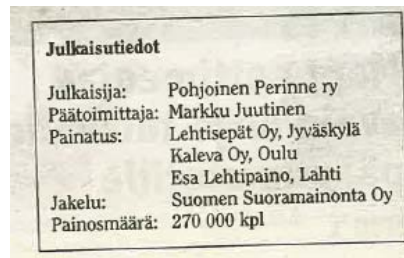 Julkaisutiedot
Julkaisija: Pohjoinen Perinne ry
Päätoimittaja: Markku Juutinen
Painatus: Lehtisepät Oy, Jyväskylä
Kaleva Oy, Oulu
Esa Lehtipaino, Lahti
Jakelu: Suomen Suoramainonta Oy
Painosmäärä: 270 000 kpl